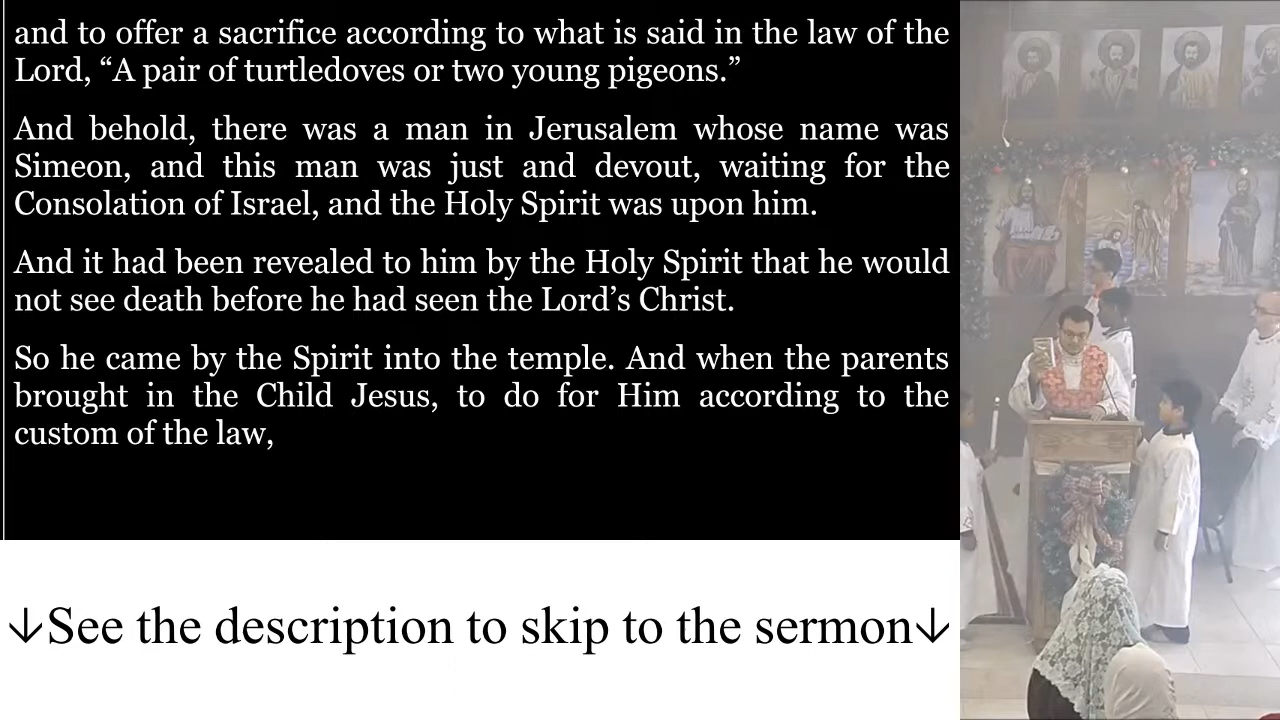 and to offer a sacrifice according to what is said in the law of the
Lord, “A pair of turtledoves or two young pigeons.”
And behold, there was a man in Jerusalem whose name was
Simeon, and this man was just and devout, waiting for the
Consolation of Israel, and the Holy Spirit was upon him.
And it had been revealed to him by the Holy Spirit that he would
not see death before he had seen the Lord’s Christ.
So he came by the Spirit into the temple. And when the parents
brought in the Child Jesus, to do for Him according to the
custom of the law,
↓See the description to skip to the sermon↓